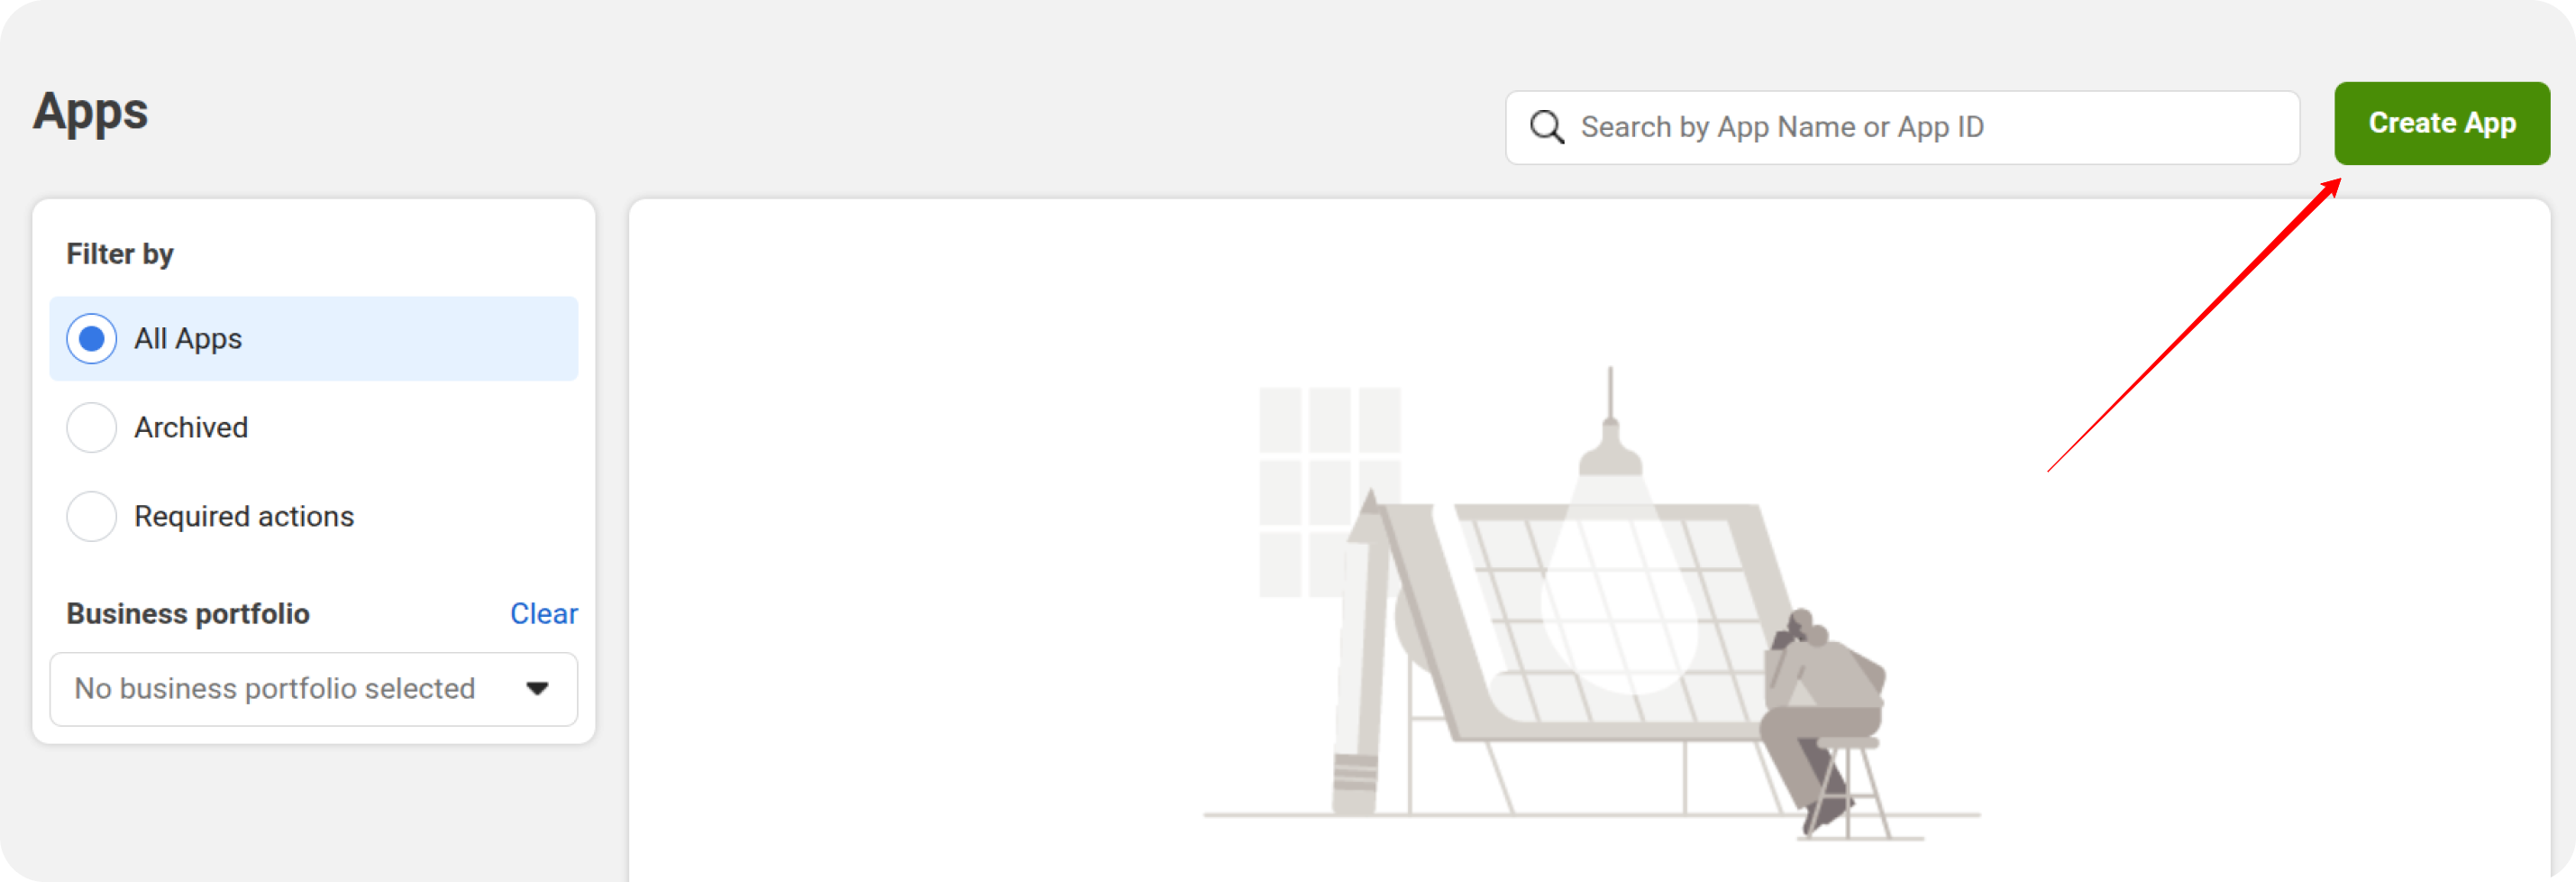 Apps
Search by App Name or App ID
Create App
Filter by
All Apps
Archived
Required actions
Business portfolio
Clear
No business portfolio selected